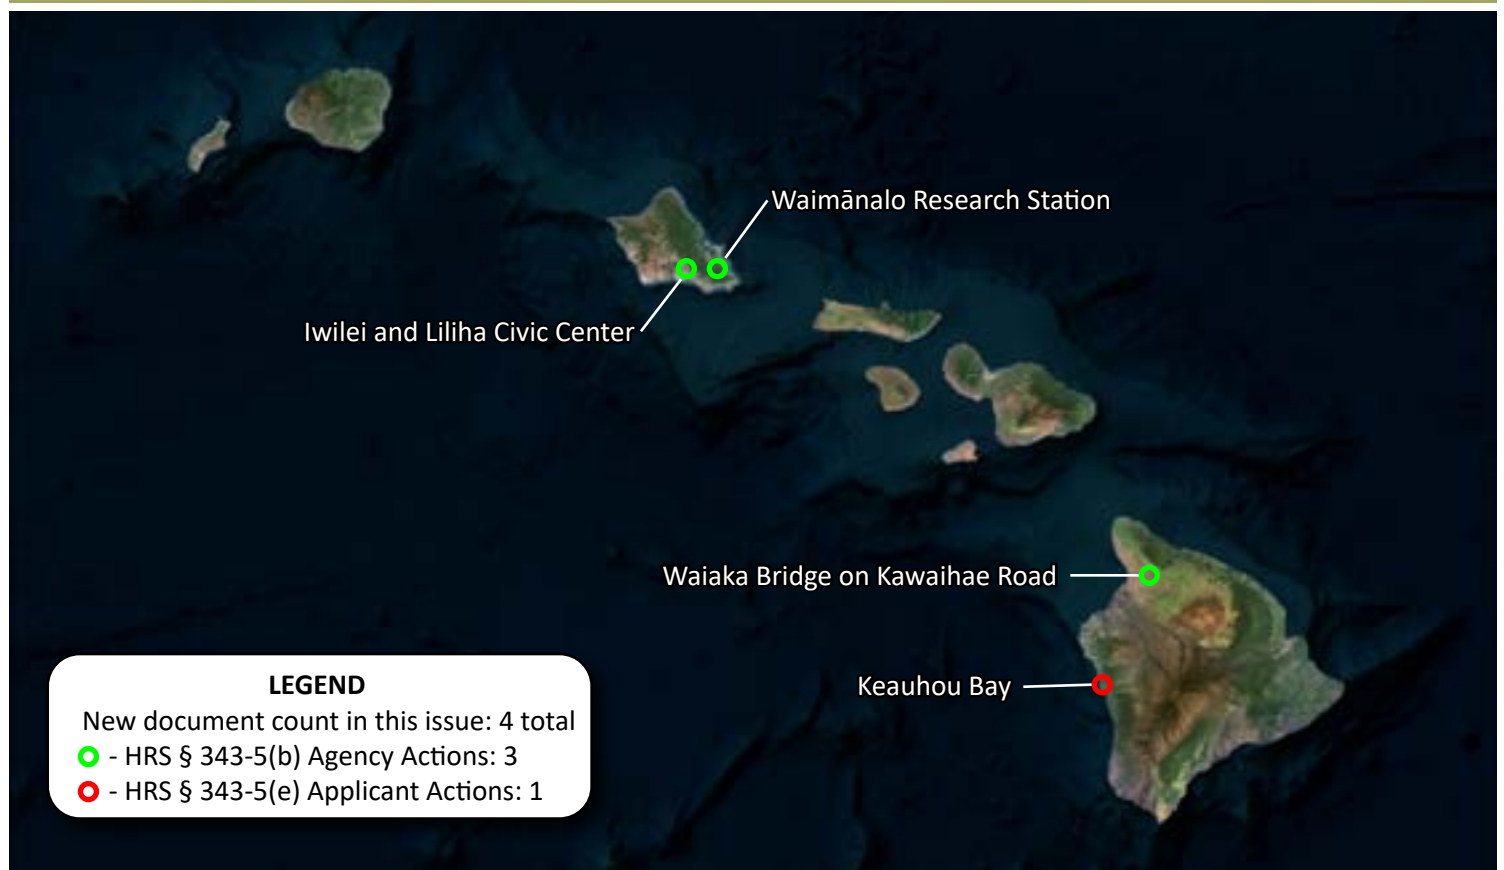 Waimānalo Research Station
Iwilei and Liliha Civic Center
Waiaka Bridge on Kawaihae Road
Keauhou Bay
LEGEND
New document count in this issue: 4 total
- HRS § 343-5(b) Agency Actions: 3
- HRS § 343-5(e) Applicant Actions: 1